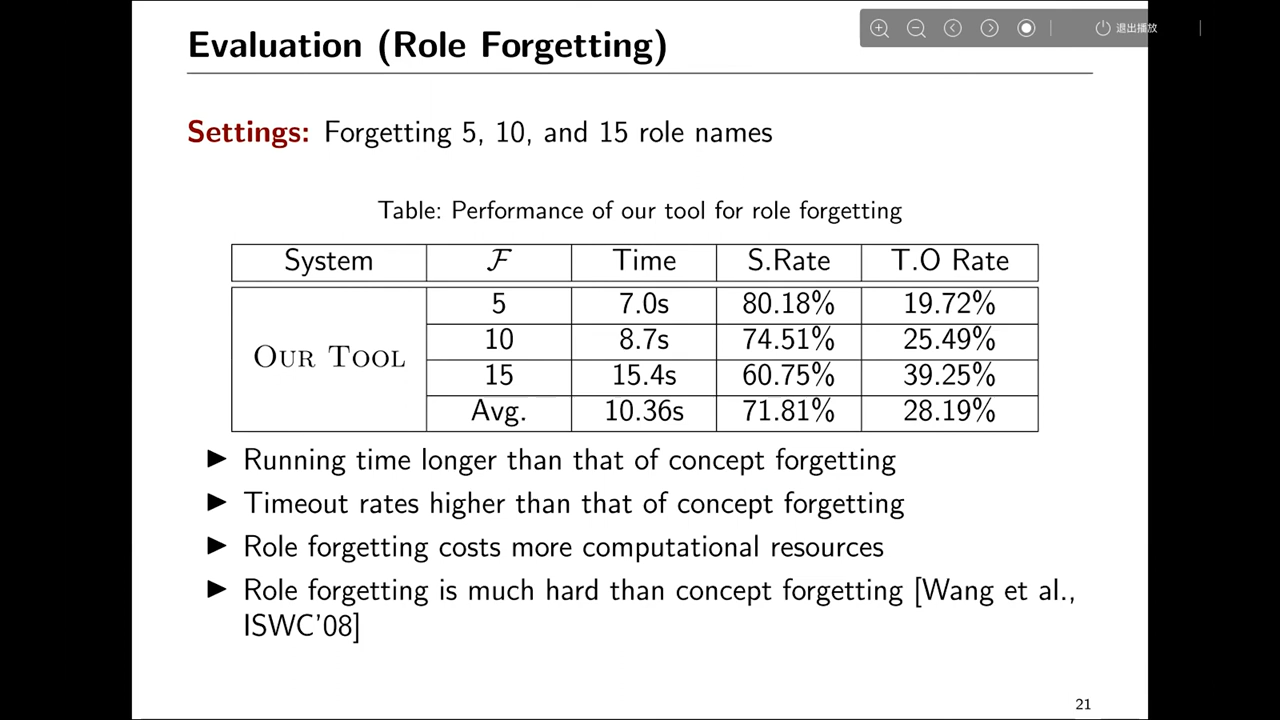 Evaluation (Role Forgetting)
退出播放
Settings: Forgetting 5, 10, and 15 role names
Table: Performance of our tool for role forgetting
System F Time S.Rate T.O Rate
OUR TOOL
5 7.0s 80.18% 19.72%
10 8.7s 74.51% 25.49%
15 15.4s 60.75% 39.25%
Avg. 10.36s 71.81% 28.19%
▶ Running time longer than that of concept forgetting
▶ Timeout rates higher than that of concept forgetting
▶ Role forgetting costs more computational resources
▶ Role forgetting is much hard than concept forgetting [Wang et al.,
ISWC'08]
21